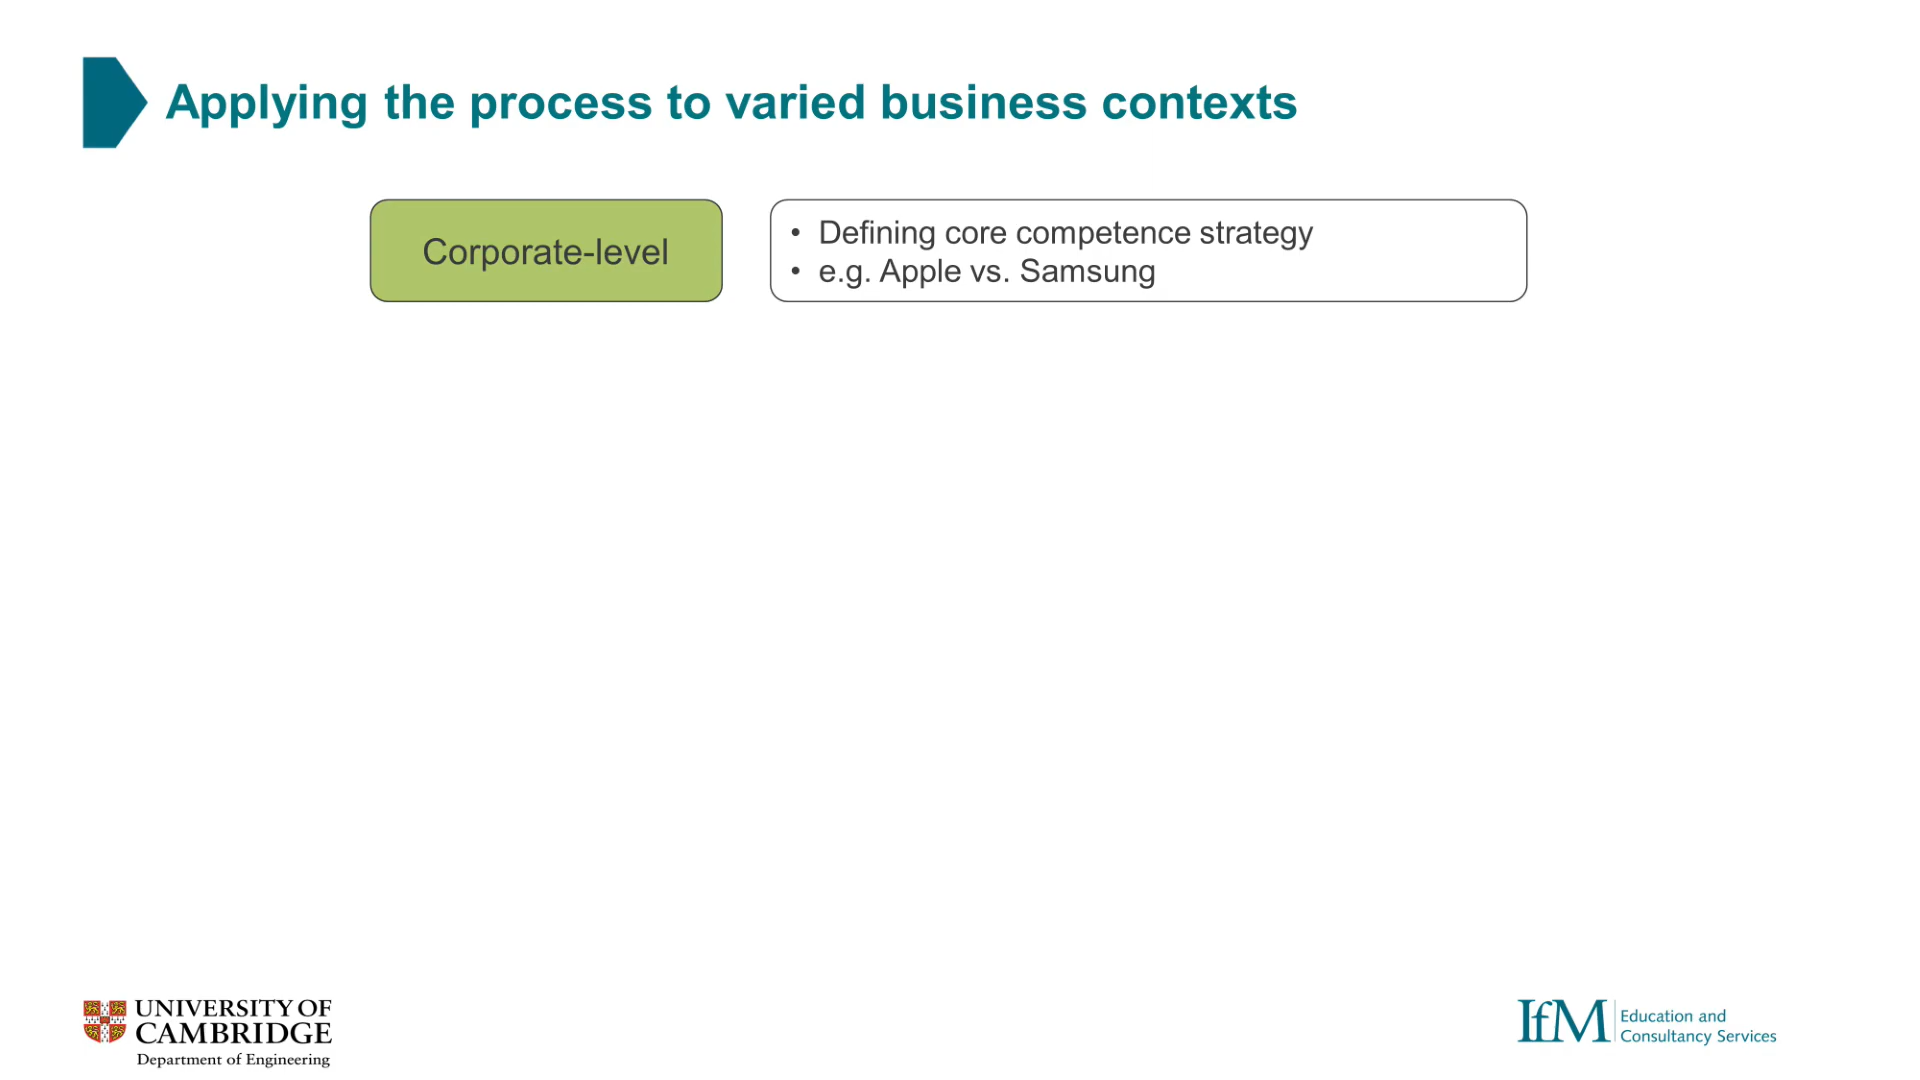 Applying the process to varied business contexts
Corporate-level
• Defining core competence strategy
• e.g. Apple vs. Samsung
UNIVERSITY OF
CAMBRIDGE
Department of Engineering
IfM
Education and
Consultancy Services